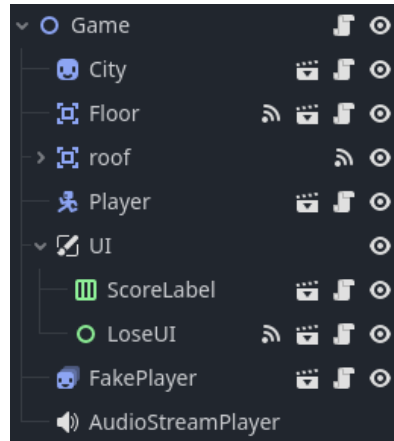 Game
City
Floor
roof
Player
UI
ScoreLabel
LoseUI
FakePlayer
AudioStreamPlayer